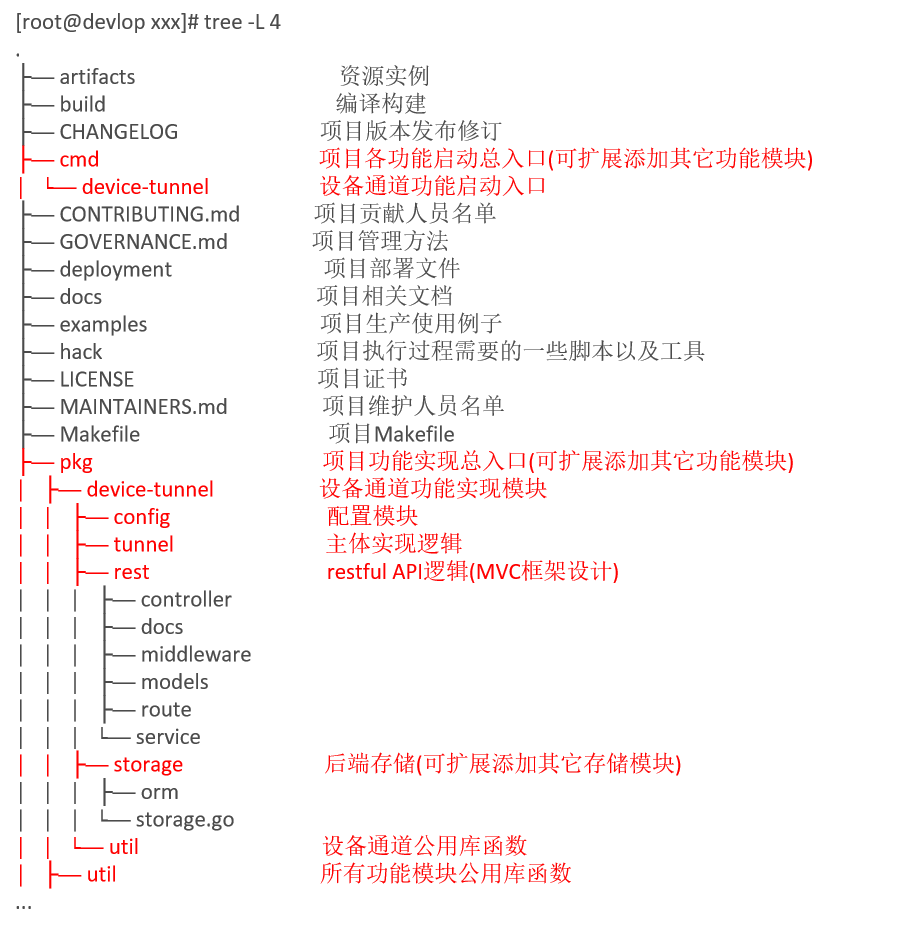 [root@devlop xxx]# tree -L 4
.
├── artifacts 资源实例
├── build 编译构建
├── CHANGELOG 项目版本发布修订
├── cmd 项目各功能启动总入口(可扩展添加其它功能模块)
│ └── device-tunnel 设备通道功能启动入口
├── CONTRIBUTING.md 项目贡献人员名单
├── GOVERNANCE.md 项目管理方法
├── deployment 项目部署文件
├── docs 项目相关文档
├── examples 项目生产使用例子
├── hack 项目执行过程需要的一些脚本以及工具
├── LICENSE 项目证书
├── MAINTAINERS.md 项目维护人员名单
├── Makefile 项目Makefile
├── pkg 项目功能实现总入口(可扩展添加其它功能模块)
│ ├── device-tunnel 设备通道功能实现模块
│ │ ├── config 配置模块
│ │ ├── tunnel 主体实现逻辑
│ │ ├── rest restful API逻辑(MVC框架设计)
│ │ │ ├── controller
│ │ │ ├── docs
│ │ │ ├── middleware
│ │ │ ├── models
│ │ │ ├── route
│ │ │ └── service
│ │ ├── storage 后端存储(可扩展添加其它存储模块)
│ │ │ ├── orm
│ │ │ └── storage.go
│ │ └── util 设备通道公用库函数
│ ├── util 所有功能模块公用库函数
...